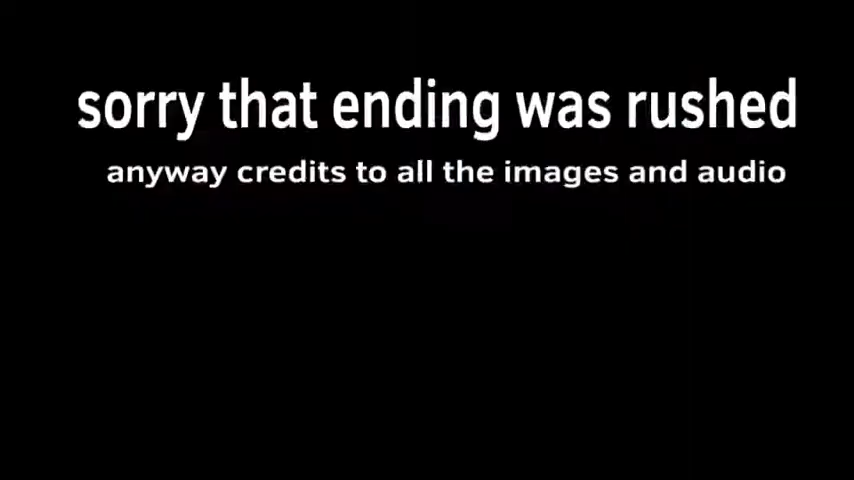 sorry that ending was rushed
anyway credits to all the images and audio